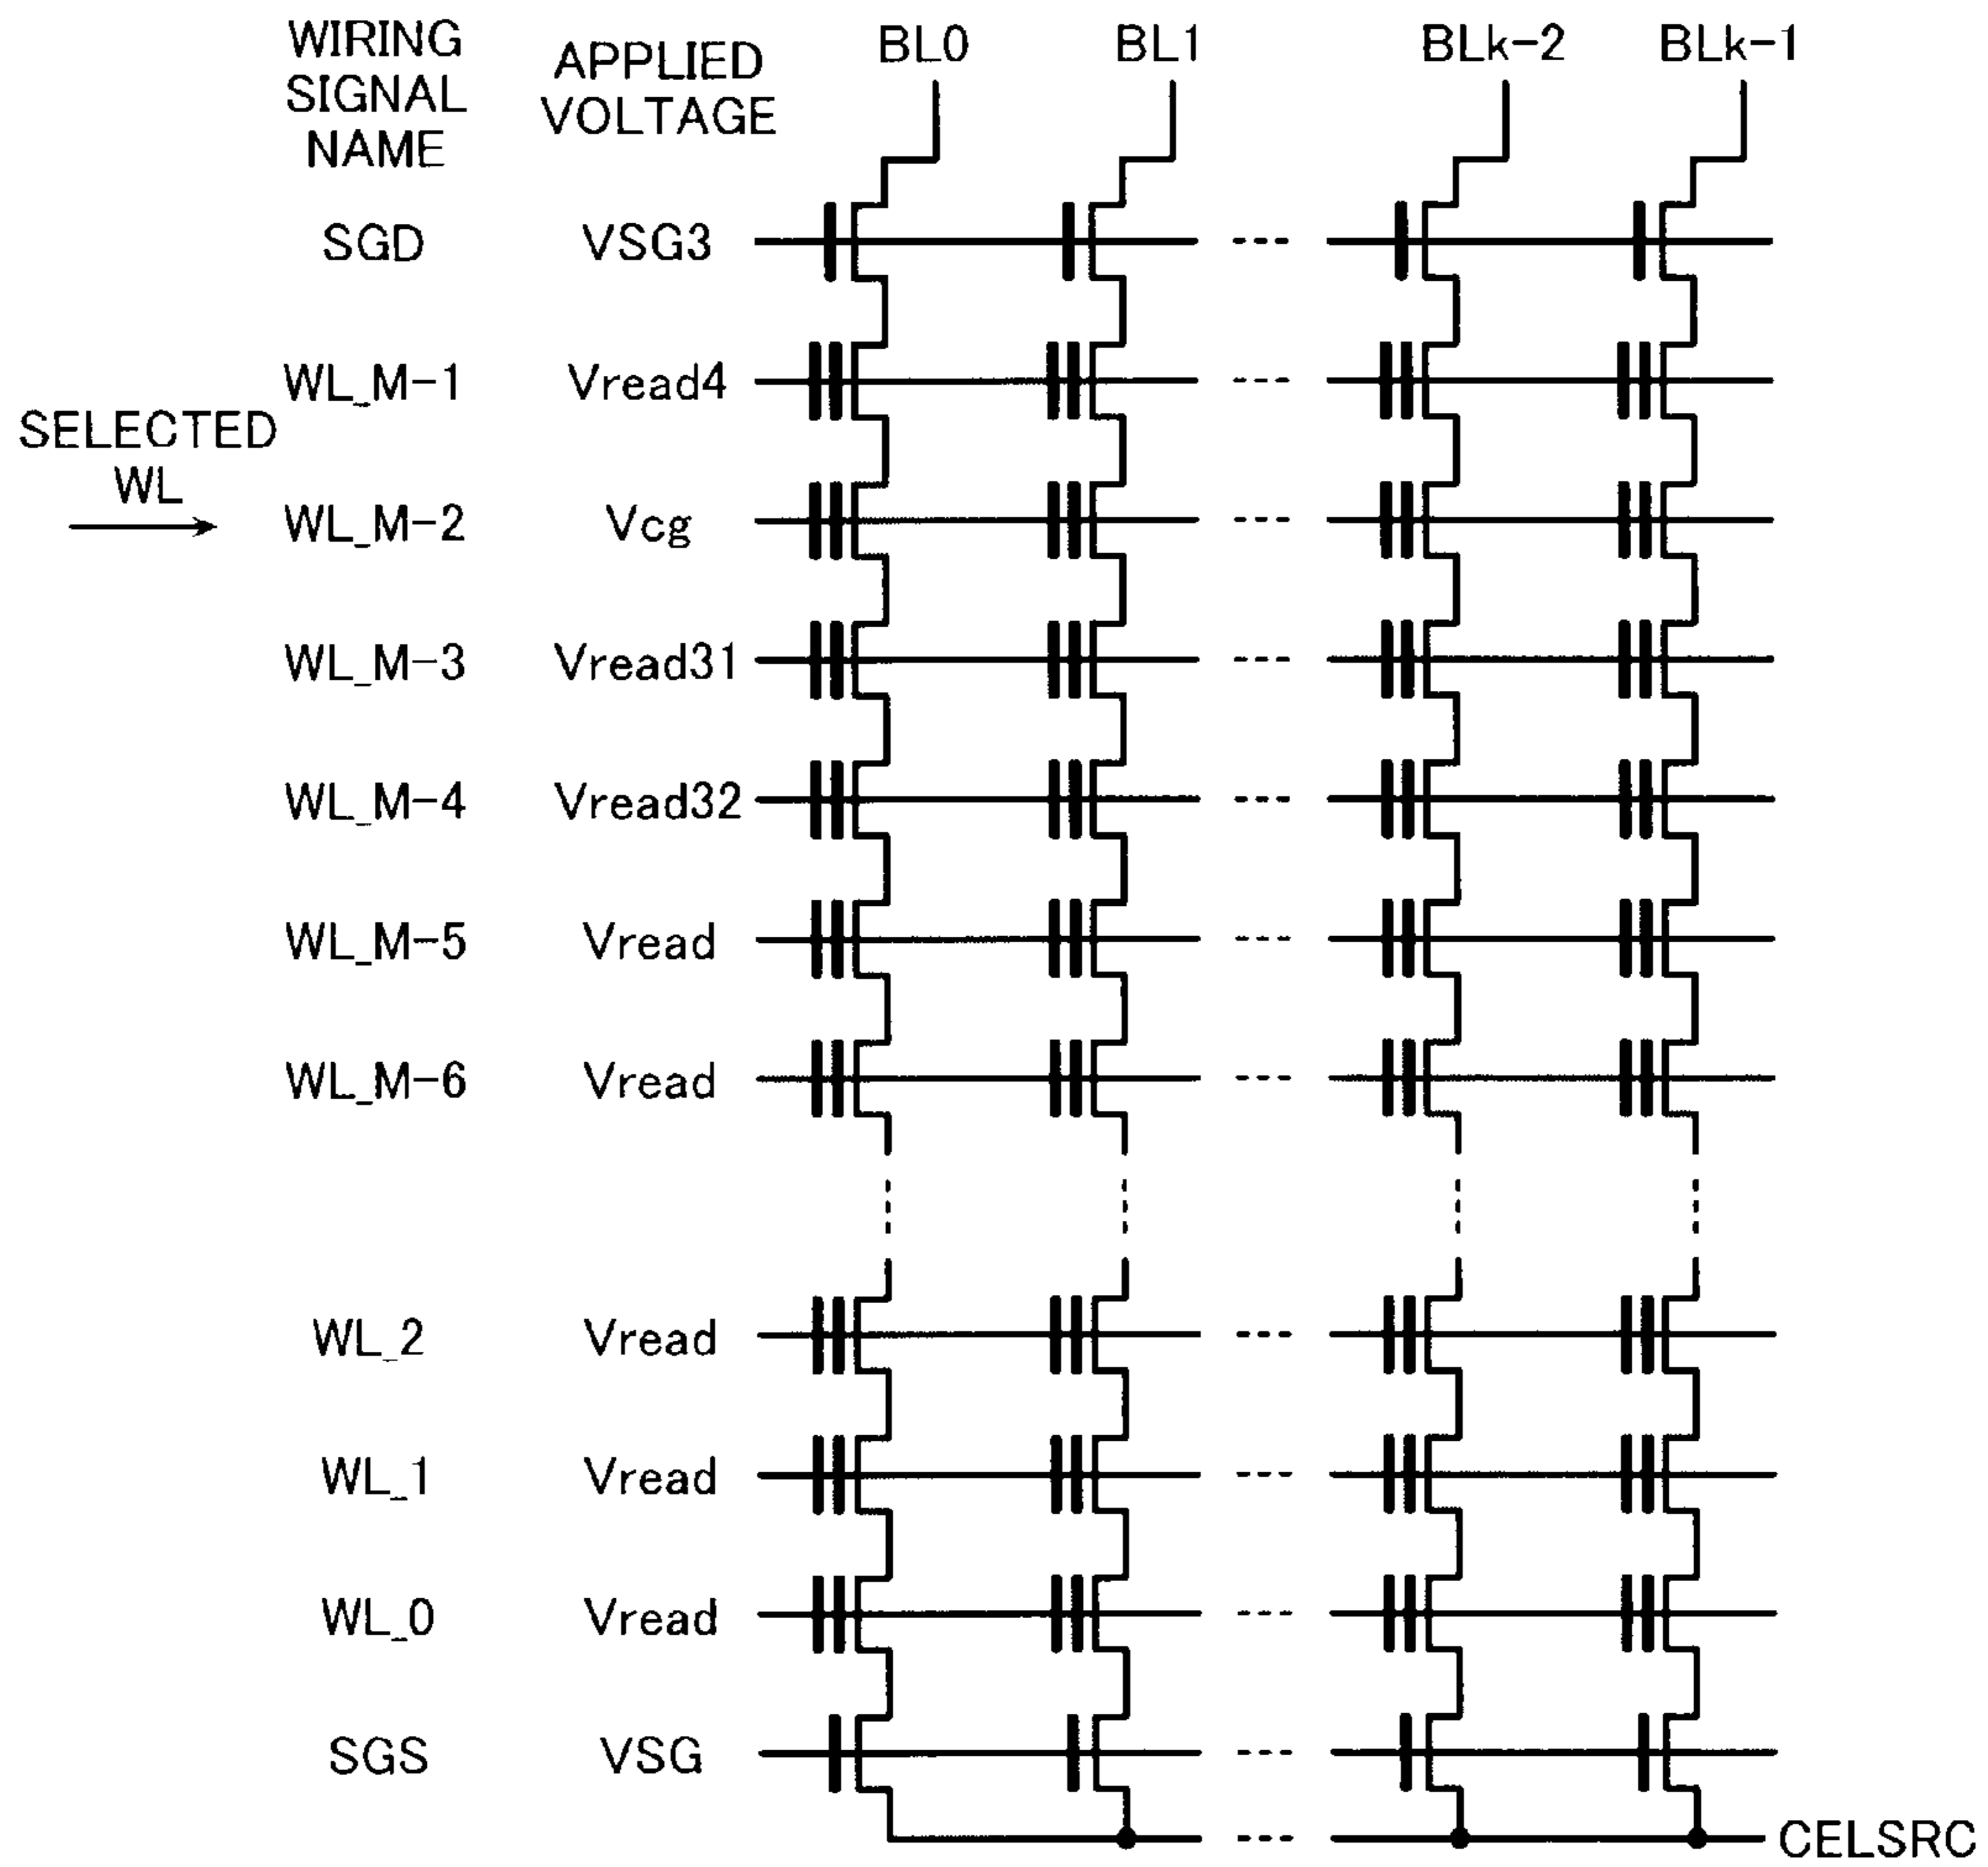 WIRING
SIGNAL
NAME
APPLIED
VOLTAGE
BL0 BL1 BLk-2 BLk-1
SGD VSG3
WL_M-1 Vread4
SELECTED
WL
WL_M-2 Vcg
WL_M-3 Vread31
WL_M-4 Vread32
WL_M-5 Vread
WL_M-6 Vread
WL_2 Vread
WL_1 Vread
WL_0 Vread
SGS VSG
CELSRC